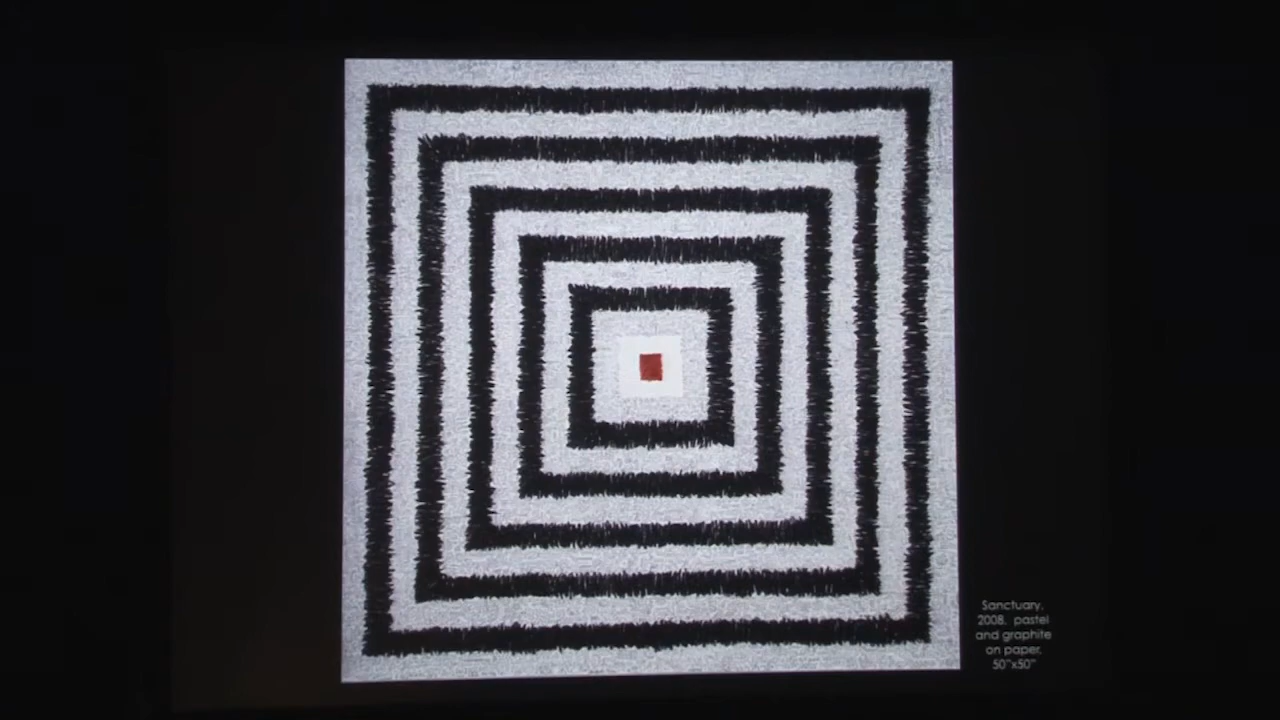 Sanctuary.
2008. pastel
and graphite
on paper.
50"x50"